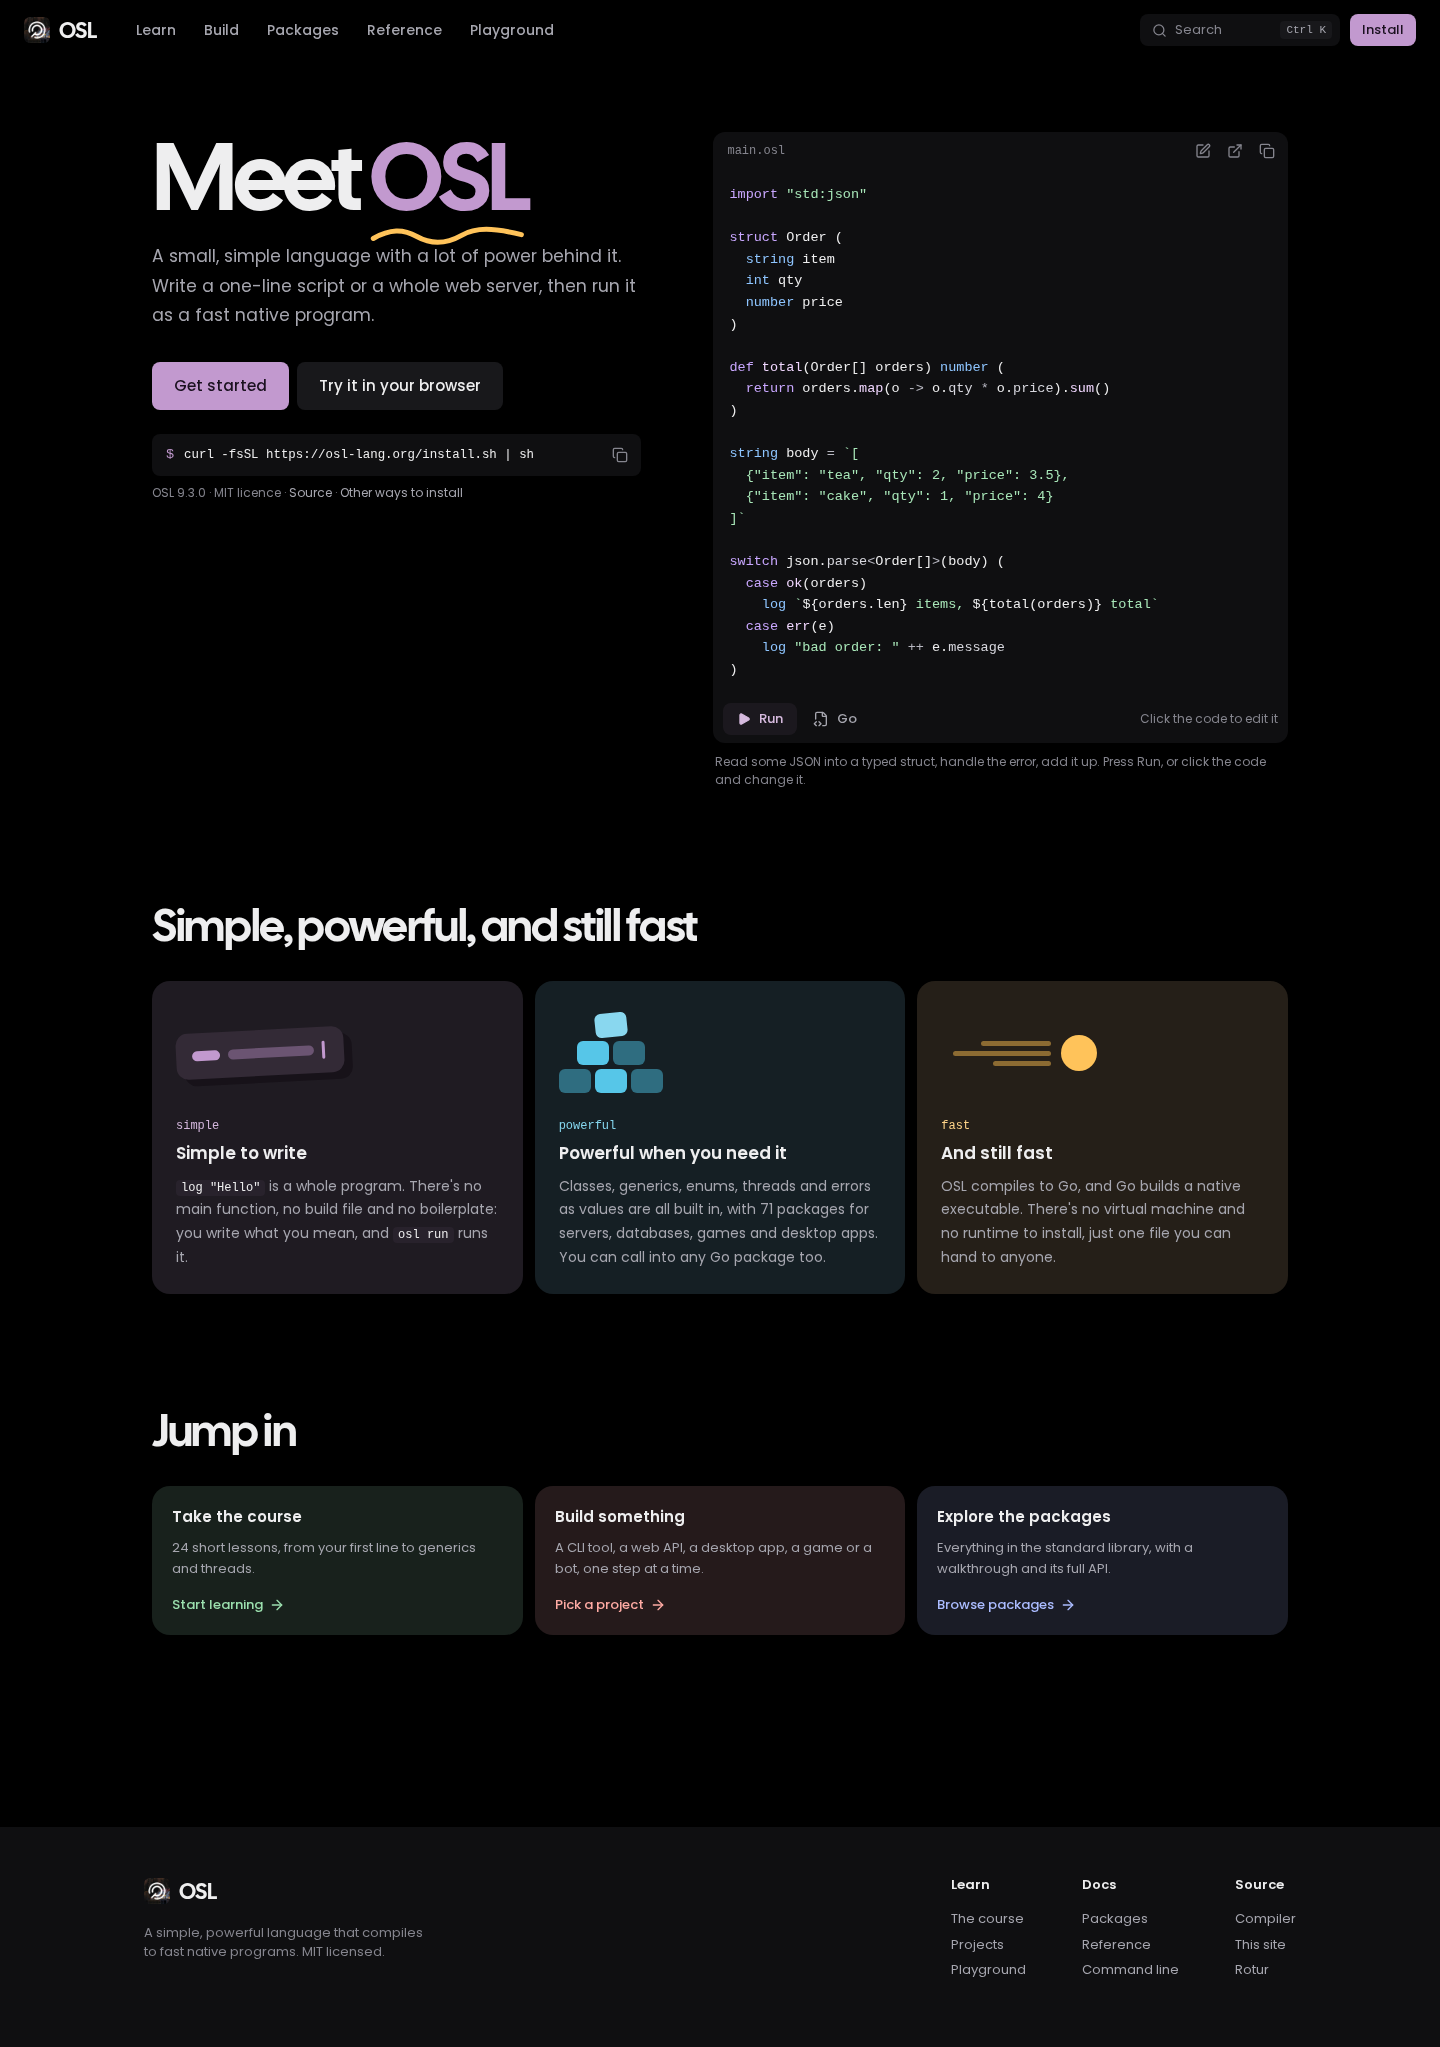 OSL
Learn
Build
Packages
Reference
Playground
Search
Ctrl K
Install
Meet OSL
A small, simple language with a lot of power behind it.
Write a one-line script or a whole web server, then run it
as a fast native program.
Get started
Try it in your browser
$ curl -fsSL https://osl-lang.org/install.sh | sh
OSL 9.3.0 · MIT licence · Source · Other ways to install
main.osl
import "std:json"
struct Order (
  string item
  int qty
  number price
)
def total(Order[] orders) number (
  return orders.map(o -> o.qty * o.price).sum()
)
string body = `[
  {"item": "tea", "qty": 2, "price": 3.5},
  {"item": "cake", "qty": 1, "price": 4}
]`
switch json.parse<Order[]>(body) (
  case ok(orders)
    log `${orders.len} items, ${total(orders)} total`
  case err(e)
    log "bad order: " ++ e.message
)
Run
Go
Click the code to edit it
Read some JSON into a typed struct, handle the error, add it up. Press Run, or click the code
and change it.
Simple, powerful, and still fast
simple
Simple to write
log "Hello" is a whole program. There's no
main function, no build file and no boilerplate:
you write what you mean, and osl run runs
it.
powerful
Powerful when you need it
Classes, generics, enums, threads and errors
as values are all built in, with 71 packages for
servers, databases, games and desktop apps.
You can call into any Go package too.
fast
And still fast
OSL compiles to Go, and Go builds a native
executable. There's no virtual machine and
no runtime to install, just one file you can
hand to anyone.
Jump in
Take the course
24 short lessons, from your first line to generics
and threads.
Start learning
Build something
A CLI tool, a web API, a desktop app, a game or a
bot, one step at a time.
Pick a project
Explore the packages
Everything in the standard library, with a
walkthrough and its full API.
Browse packages
OSL
A simple, powerful language that compiles
to fast native programs. MIT licensed.
Learn
The course
Projects
Playground
Docs
Packages
Reference
Command line
Source
Compiler
This site
Rotur